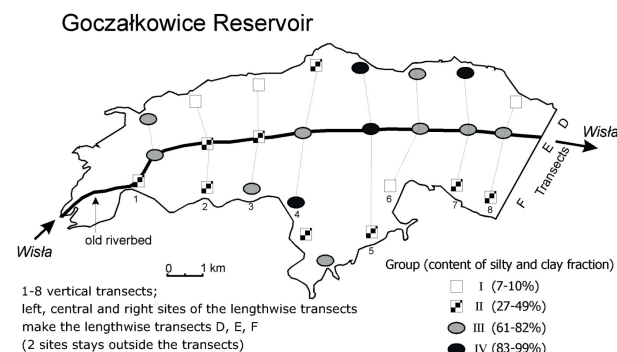 Goczałkowice Reservoir
D
Wisła
E
Transects
F
1
2
3
4
5
6
7
8
old riverbed
Wisła
0 1 km
Group (content of silty and clay fraction)
I (7-10%)
II (27-49%)
III (61-82%)
IV (83-99%)
1-8 vertical transects;
left, central and right sites of the lengthwise transects
make the lengthwise transects D, E, F
(2 sites stays outside the transects)